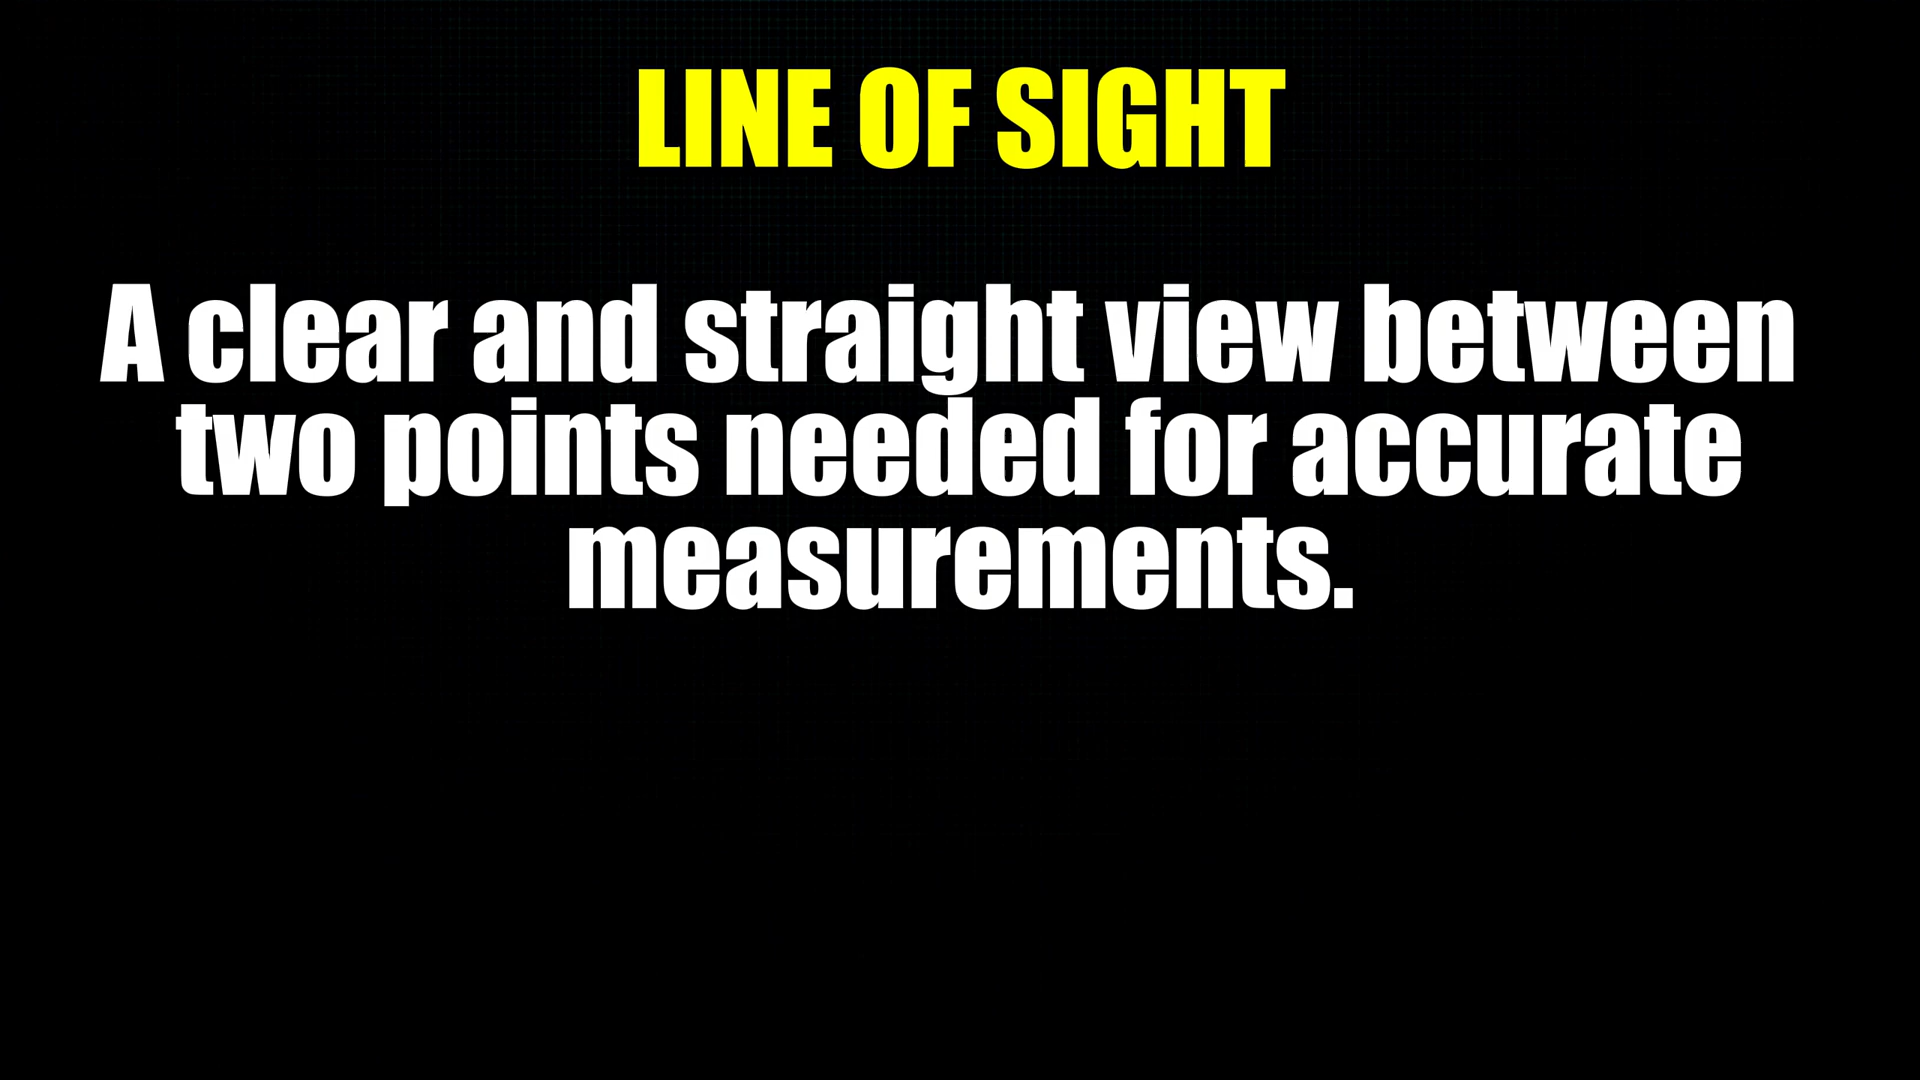 LINE OF SIGHT
A clear and straight view between
two points needed for accurate
measurements.